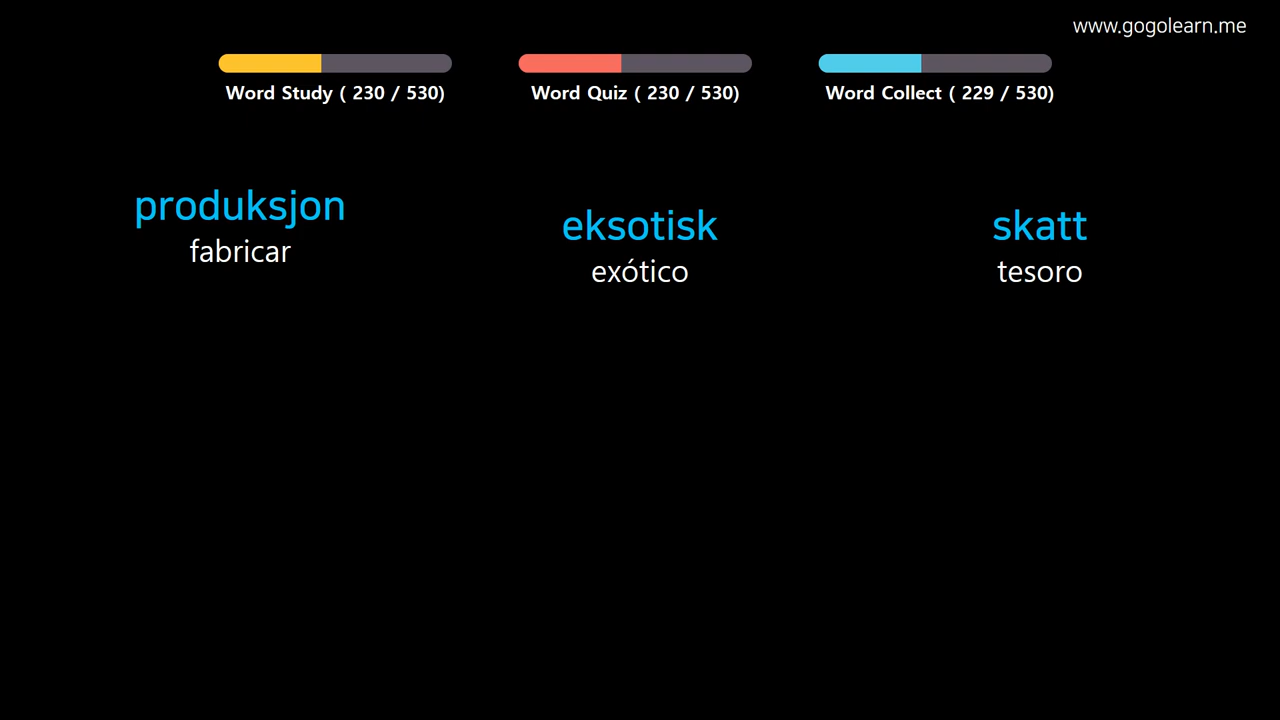 www.gogolearn.me
Word Study ( 230 / 530)
Word Quiz ( 230 / 530)
Word Collect ( 229 / 530)
produksjon
fabricar
eksotisk
exótico
skatt
tesoro